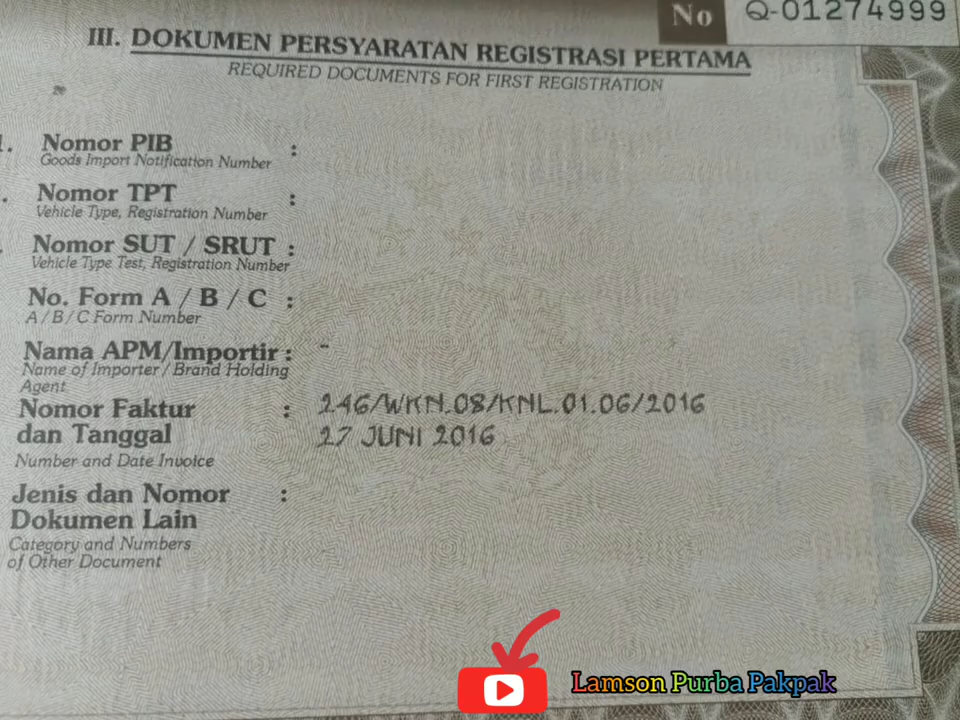 No Q-01274999
III. DOKUMEN PERSYARATAN REGISTRASI PERTAMA
REQUIRED DOCUMENTS FOR FIRST REGISTRATION
Nomor PIB :
Goods Import Notification Number
Nomor TPT :
Vehicle Type, Registration Number
Nomor SUT / SRUT :
Vehicle Type Test, Registration Number
No. Form A / B / C :
A / B / C Form Number
Nama APM/Importir : -
Name of Importer / Brand Holding
Agent
Nomor Faktur : 246/WKN.08/KNL.01.06/2016
dan Tanggal 27 JUNI 2016
Number and Date Invoice
Jenis dan Nomor :
Dokumen Lain
Category and Numbers
of Other Document
Lamson Purba Pakpak